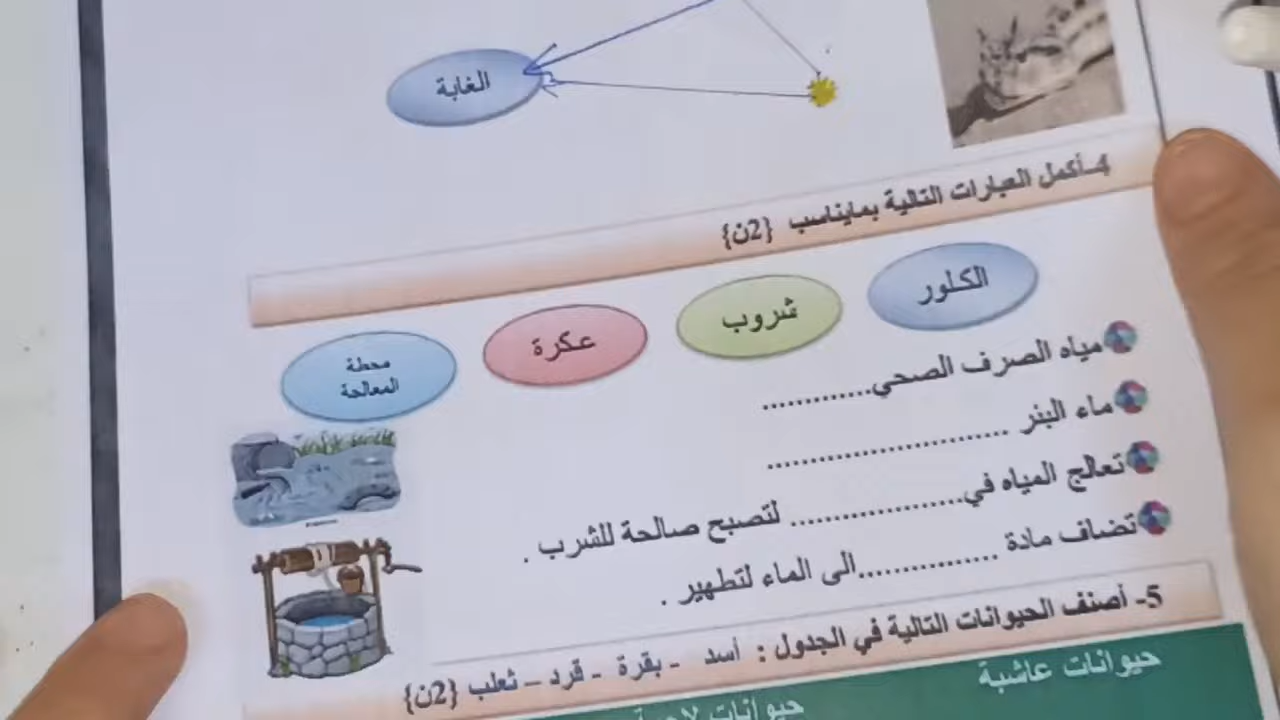 الغابة
4-أكمل العبارات التالية بمايناسب {2ن}
الكلور
شروب
عكرة
محطة
المعالجة
مياه الصرف الصحي.............
ماء البئر ..........................
تعالج المياه في.................. لتصبح صالحة للشرب .
تضاف مادة ...............الى الماء لتطهير .
5- أصنف الحيوانات التالية في الجدول : أسد - بقرة - قرد – ثعلب {2ن}
حيوانات عاشبة
حيوانات